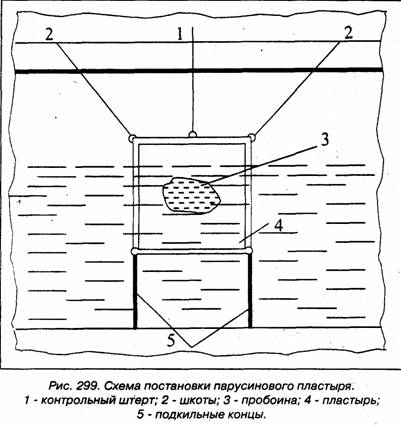 2 1 2
3
4
5
Рис. 299. Схема постановки парусинового пластыря:
1 - контрольный штерт; 2 - шкоты; 3 - пробоина; 4 - пластырь;
5 - подкильные концы.